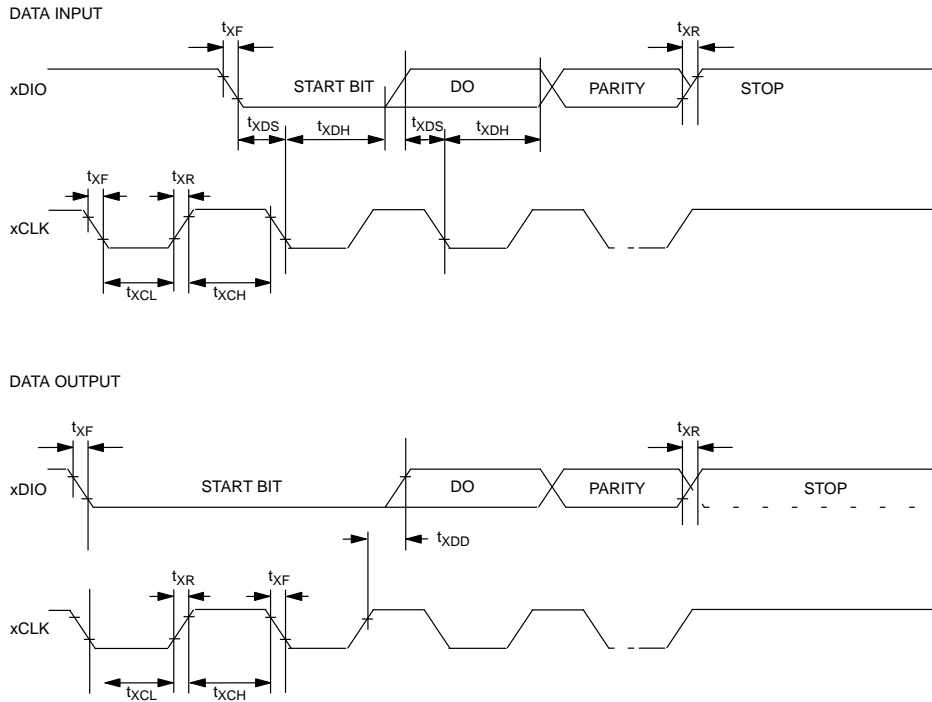 DATA INPUT
tXF
tXR
xDIO
START BIT
DO
PARITY
STOP
tXDS
tXDH
tXDS
tXDH
tXF
tXR
xCLK
tXCL
tXCH
DATA OUTPUT
tXF
tXR
xDIO
START BIT
DO
PARITY
STOP
tXDD
tXR
tXF
xCLK
tXCL
tXCH